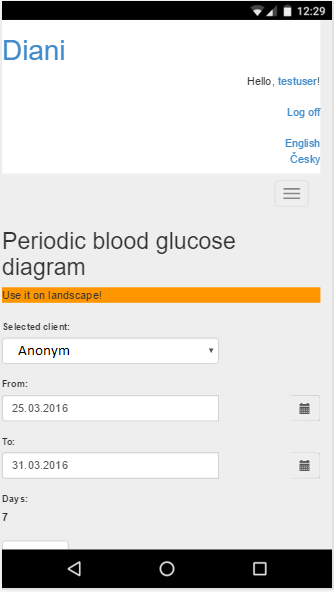 12:29
Diani
Hello, testuser!
Log off
English
Česky
Periodic blood glucose
diagram
Use it on landscape!
Selected client:
Anonym
From:
25.03.2016
To:
31.03.2016
Days:
7